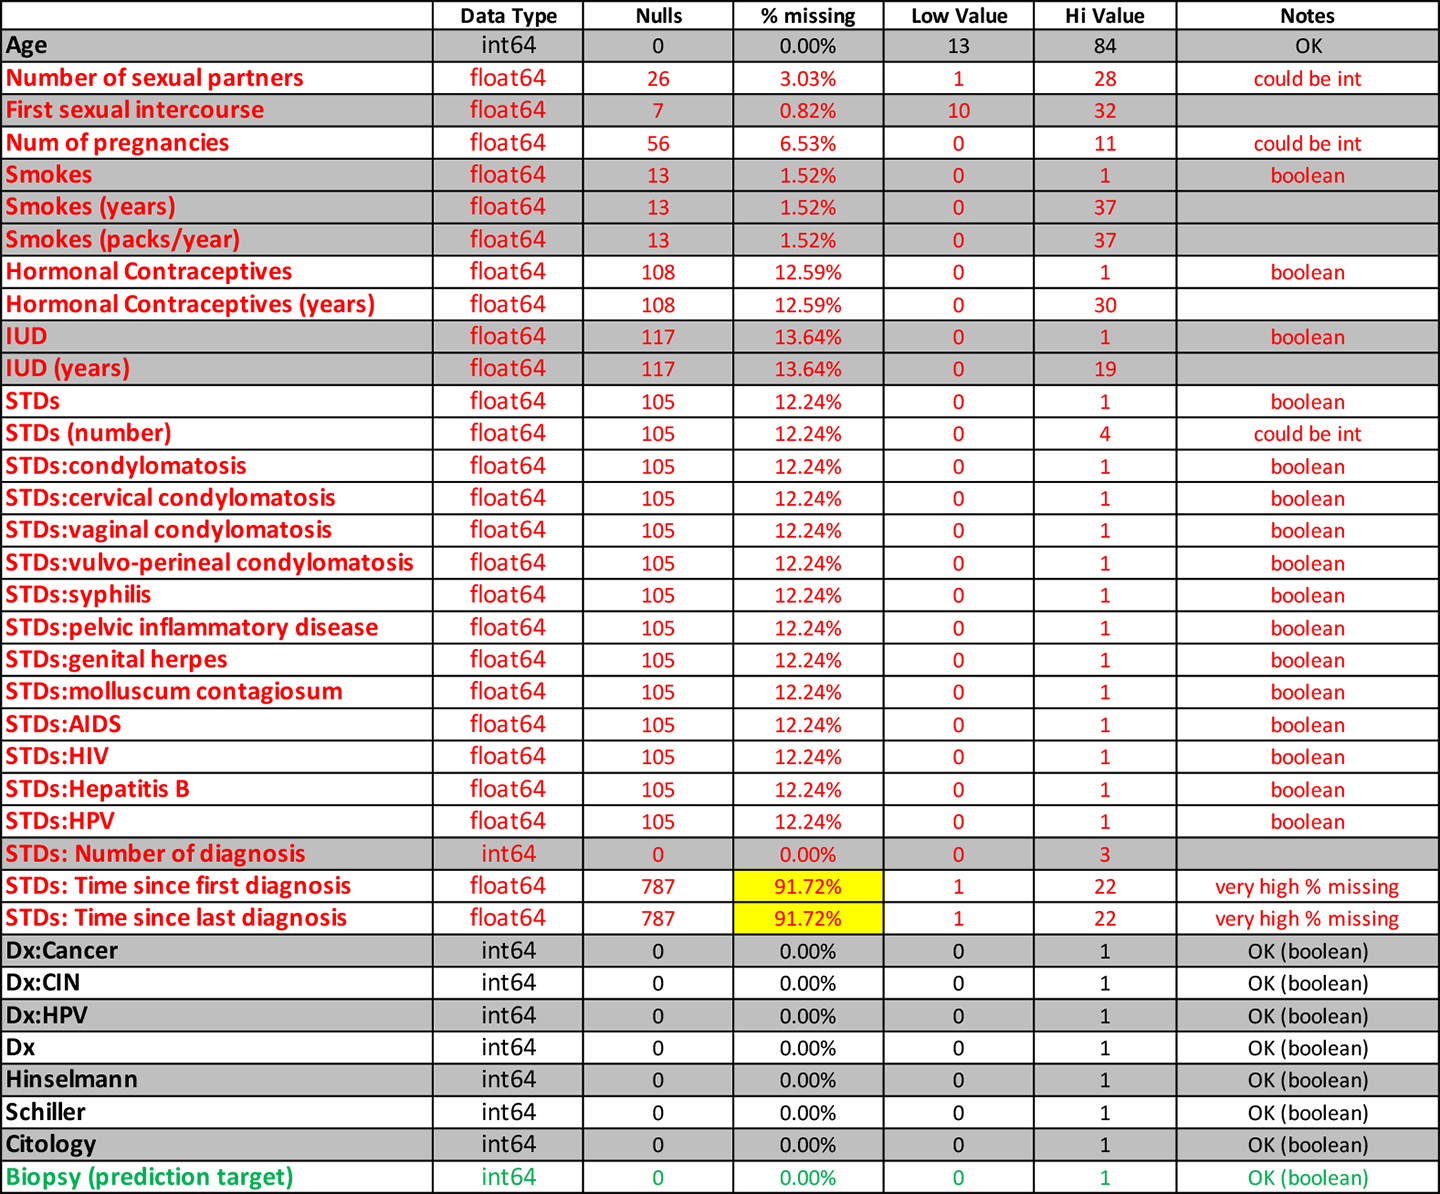 Data Type Nulls % missing Low Value Hi Value Notes
Age int64 0 0.00% 13 84 OK
Number of sexual partners float64 26 3.03% 1 28 could be int
First sexual intercourse float64 7 0.82% 10 32
Num of pregnancies float64 56 6.53% 0 11 could be int
Smokes float64 13 1.52% 0 1 boolean
Smokes (years) float64 13 1.52% 0 37
Smokes (packs/year) float64 13 1.52% 0 37
Hormonal Contraceptives float64 108 12.59% 0 1 boolean
Hormonal Contraceptives (years) float64 108 12.59% 0 30
IUD float64 117 13.64% 0 1 boolean
IUD (years) float64 117 13.64% 0 19
STDs float64 105 12.24% 0 1 boolean
STDs (number) float64 105 12.24% 0 4 could be int
STDs:condylomatosis float64 105 12.24% 0 1 boolean
STDs:cervical condylomatosis float64 105 12.24% 0 1 boolean
STDs:vaginal condylomatosis float64 105 12.24% 0 1 boolean
STDs:vulvo-perineal condylomatosis float64 105 12.24% 0 1 boolean
STDs:syphilis float64 105 12.24% 0 1 boolean
STDs:pelvic inflammatory disease float64 105 12.24% 0 1 boolean
STDs:genital herpes float64 105 12.24% 0 1 boolean
STDs:molluscum contagiosum float64 105 12.24% 0 1 boolean
STDs:AIDS float64 105 12.24% 0 1 boolean
STDs:HIV float64 105 12.24% 0 1 boolean
STDs:Hepatitis B float64 105 12.24% 0 1 boolean
STDs:HPV float64 105 12.24% 0 1 boolean
STDs: Number of diagnosis int64 0 0.00% 0 3
STDs: Time since first diagnosis float64 787 91.72% 1 22 very high % missing
STDs: Time since last diagnosis float64 787 91.72% 1 22 very high % missing
Dx:Cancer int64 0 0.00% 0 1 OK (boolean)
Dx:CIN int64 0 0.00% 0 1 OK (boolean)
Dx:HPV int64 0 0.00% 0 1 OK (boolean)
Dx int64 0 0.00% 0 1 OK (boolean)
Hinselmann int64 0 0.00% 0 1 OK (boolean)
Schiller int64 0 0.00% 0 1 OK (boolean)
Citology int64 0 0.00% 0 1 OK (boolean)
Biopsy (prediction target) int64 0 0.00% 0 1 OK (boolean)